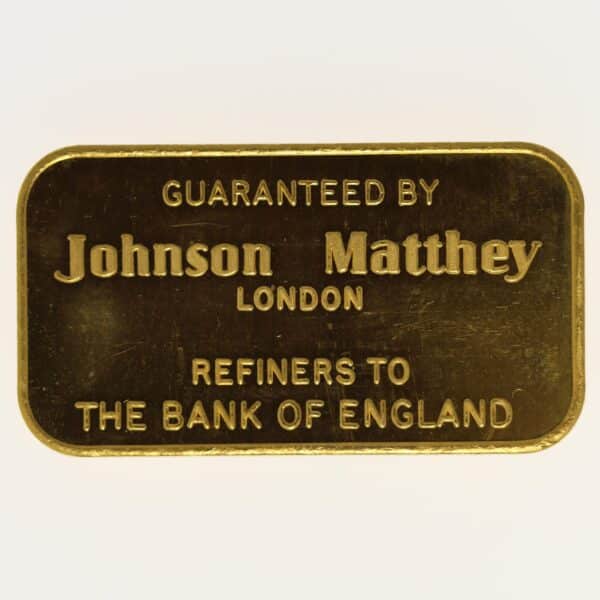 GUARANTEED BY
Johnson Matthey
LONDON
REFINERS TO
THE BANK OF ENGLAND